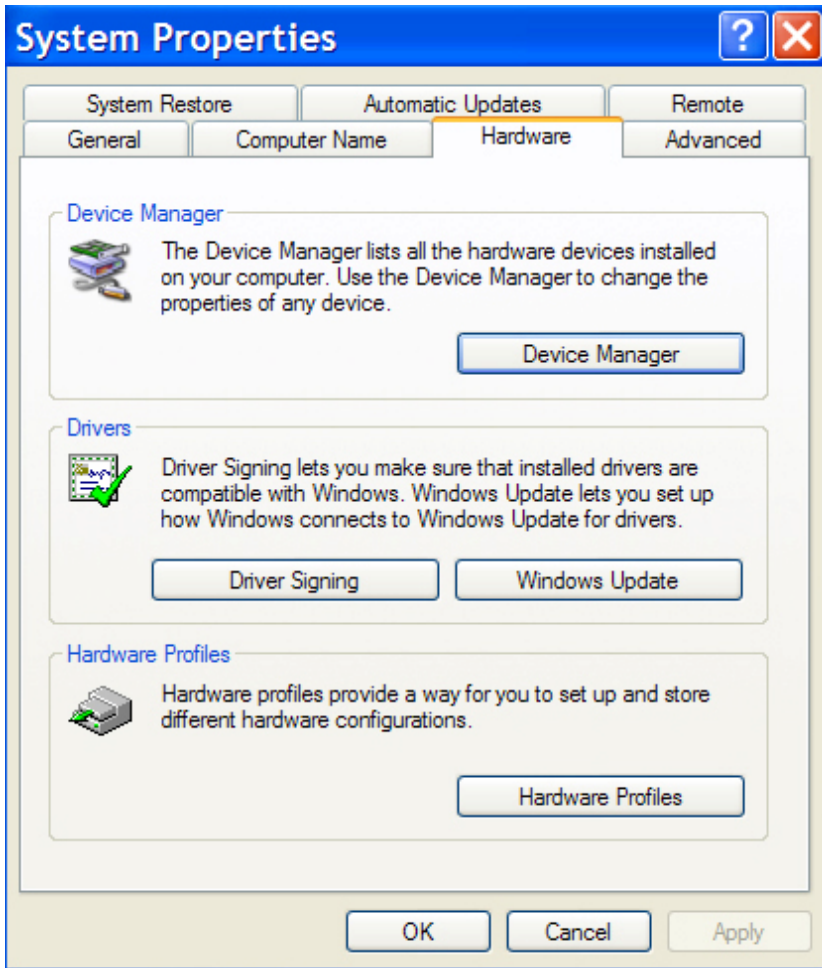 System Properties
System Restore Automatic Updates Remote
General Computer Name Hardware Advanced
Device Manager
The Device Manager lists all the hardware devices installed
on your computer. Use the Device Manager to change the
properties of any device.
Device Manager
Drivers
Driver Signing lets you make sure that installed drivers are
compatible with Windows. Windows Update lets you set up
how Windows connects to Windows Update for drivers.
Driver Signing Windows Update
Hardware Profiles
Hardware profiles provide a way for you to set up and store
different hardware configurations.
Hardware Profiles
OK Cancel Apply